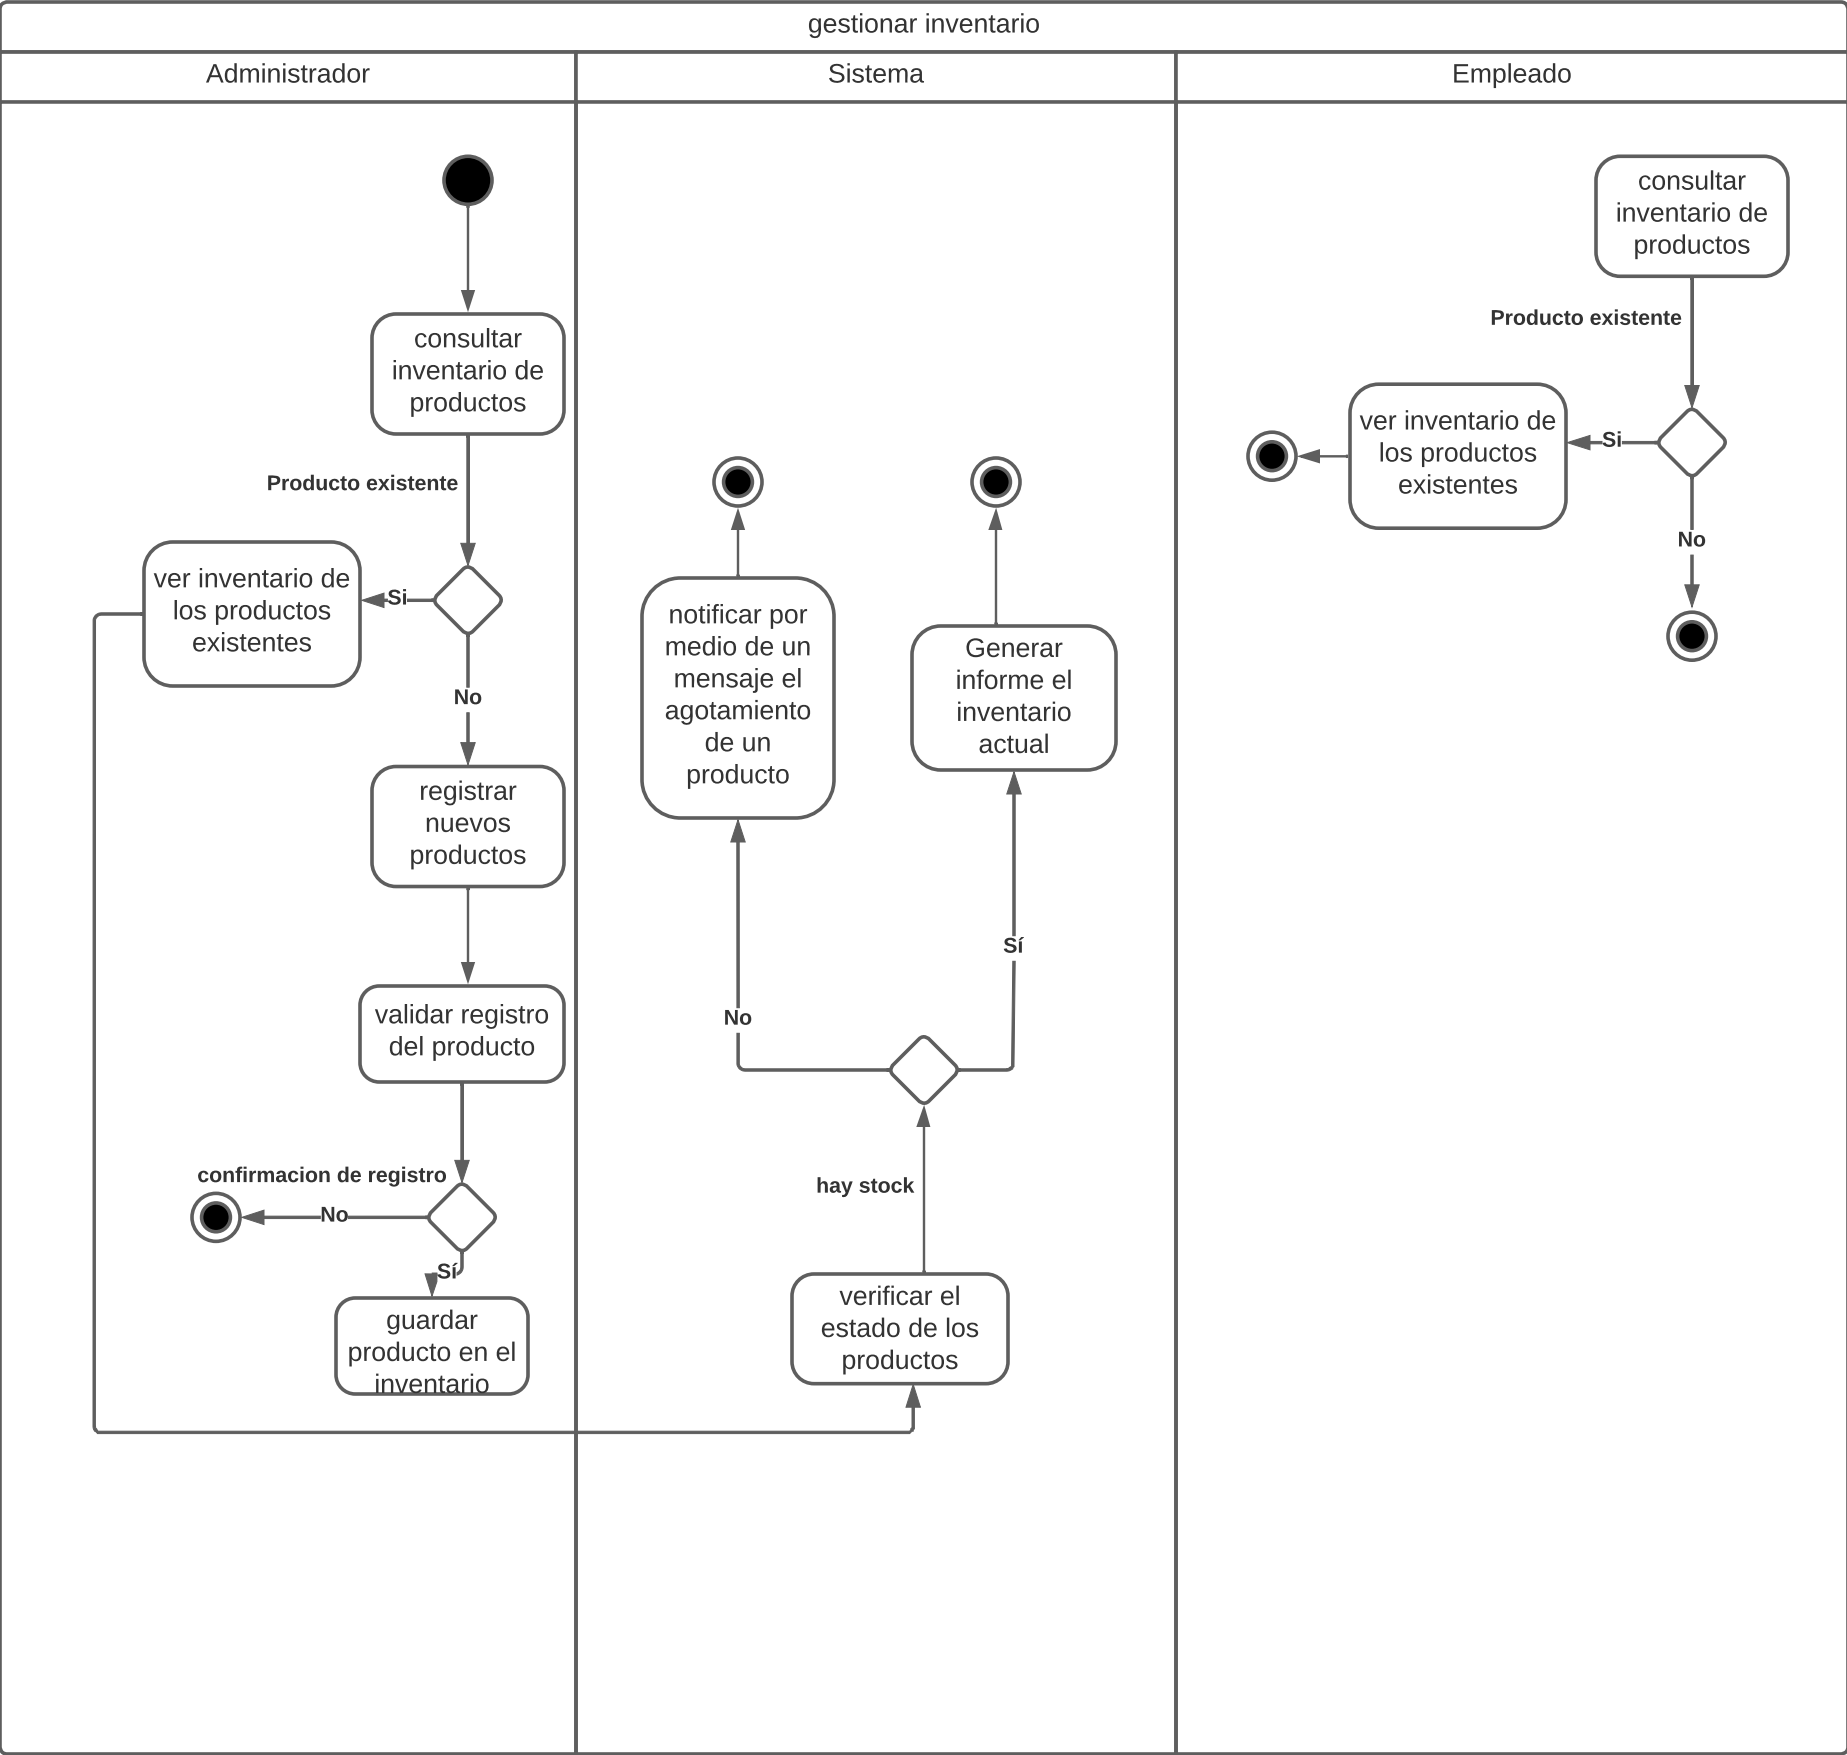 gestionar inventario
Administrador
Sistema
Empleado
consultar
inventario de
productos
Producto existente
ver inventario de
los productos
existentes
Si
No
registrar
nuevos
productos
validar registro
del producto
confirmacion de registro
No
Sí
guardar
producto en el
inventario
notificar por
medio de un
mensaje el
agotamiento
de un
producto
Generar
informe el
inventario
actual
Sí
No
hay stock
verificar el
estado de los
productos
consultar
inventario de
productos
Producto existente
ver inventario de
los productos
existentes
Si
No